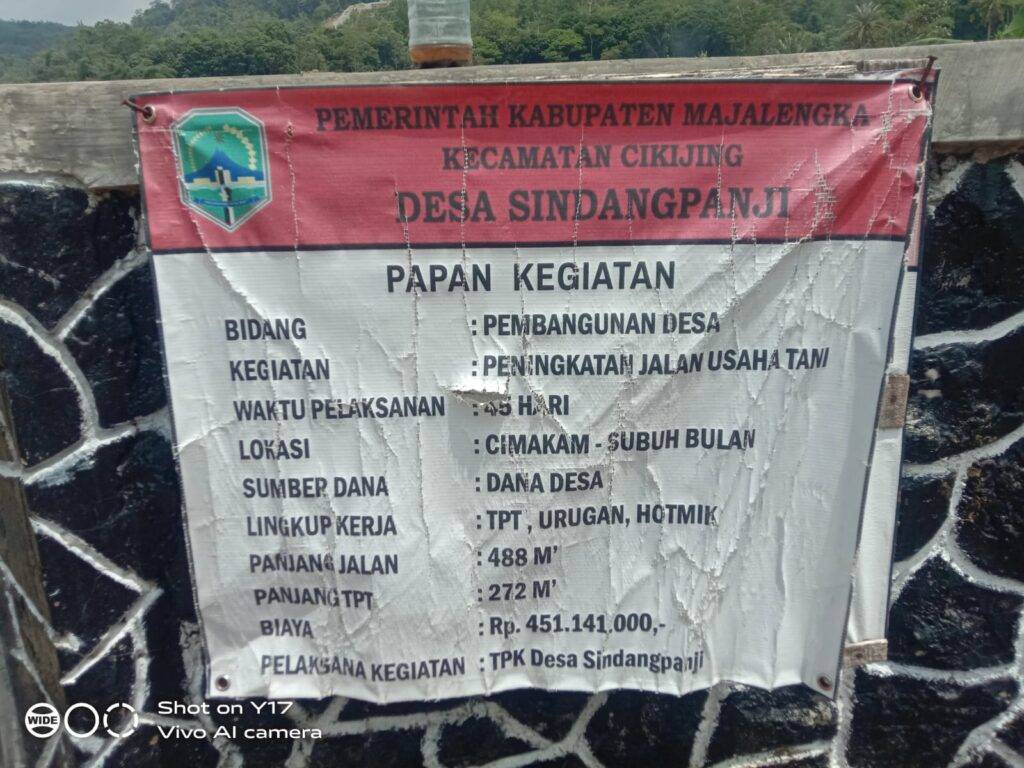 PEMERINTAH KABUPATEN MAJALENGKA
KECAMATAN CIKIJING
DESA SINDANGPANJI
PAPAN KEGIATAN
BIDANG : PEMBANGUNAN DESA
KEGIATAN : PENINGKATAN JALAN USAHA TANI
WAKTU PELAKSANAN : 45 HARI
LOKASI : CIMAKAM - SUBUH BULAN
SUMBER DANA : DANA DESA
LINGKUP KERJA : TPT , URUGAN, HOTMIK
PANJANG JALAN : 488 M'
PANJANG TPT : 272 M'
BIAYA : Rp. 451.141.000,-
PELAKSANA KEGIATAN : TPK Desa Sindangpanji
WIDE
Shot on Y17
Vivo AI camera